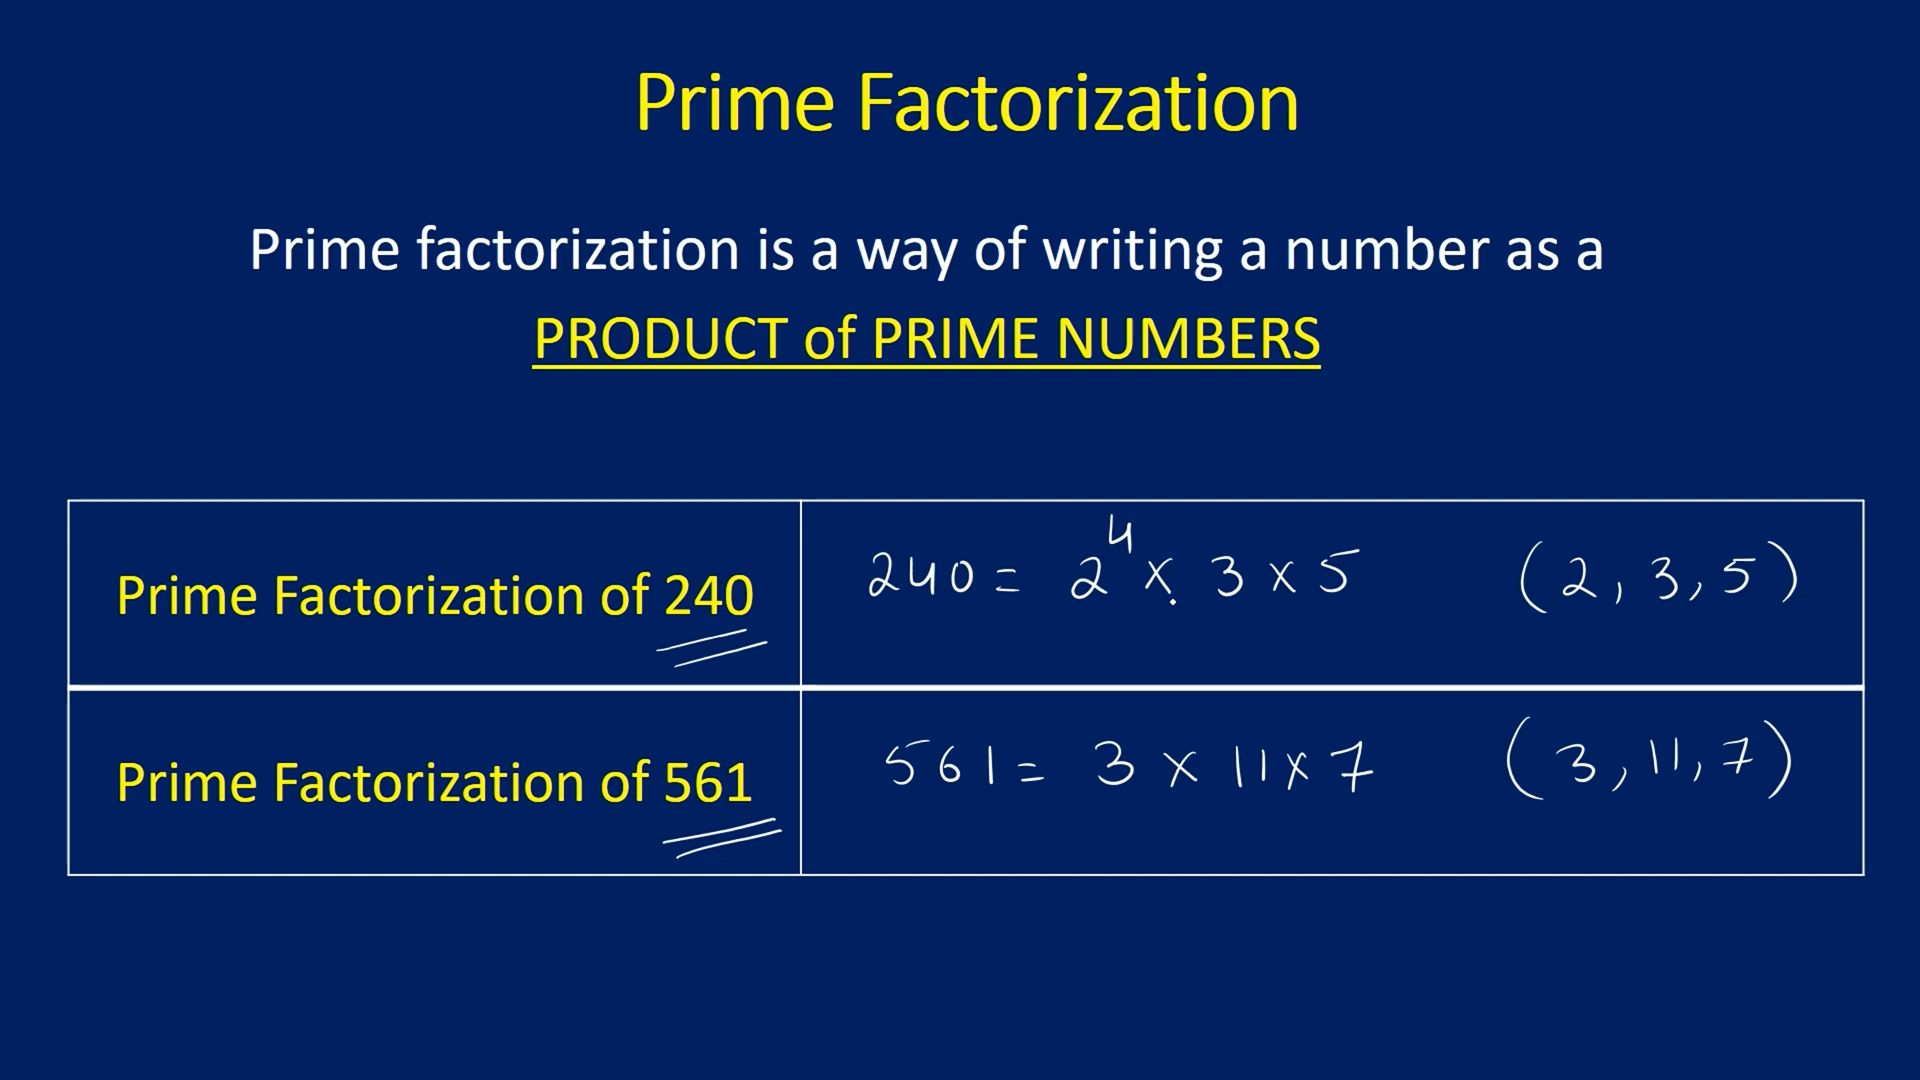 Prime Factorization
Prime factorization is a way of writing a number as a
PRODUCT of PRIME NUMBERS
Prime Factorization of 240
240 = 2⁴ × 3 × 5 (2, 3, 5)
Prime Factorization of 561
561 = 3 × 11 × 7 (3, 11, 7)